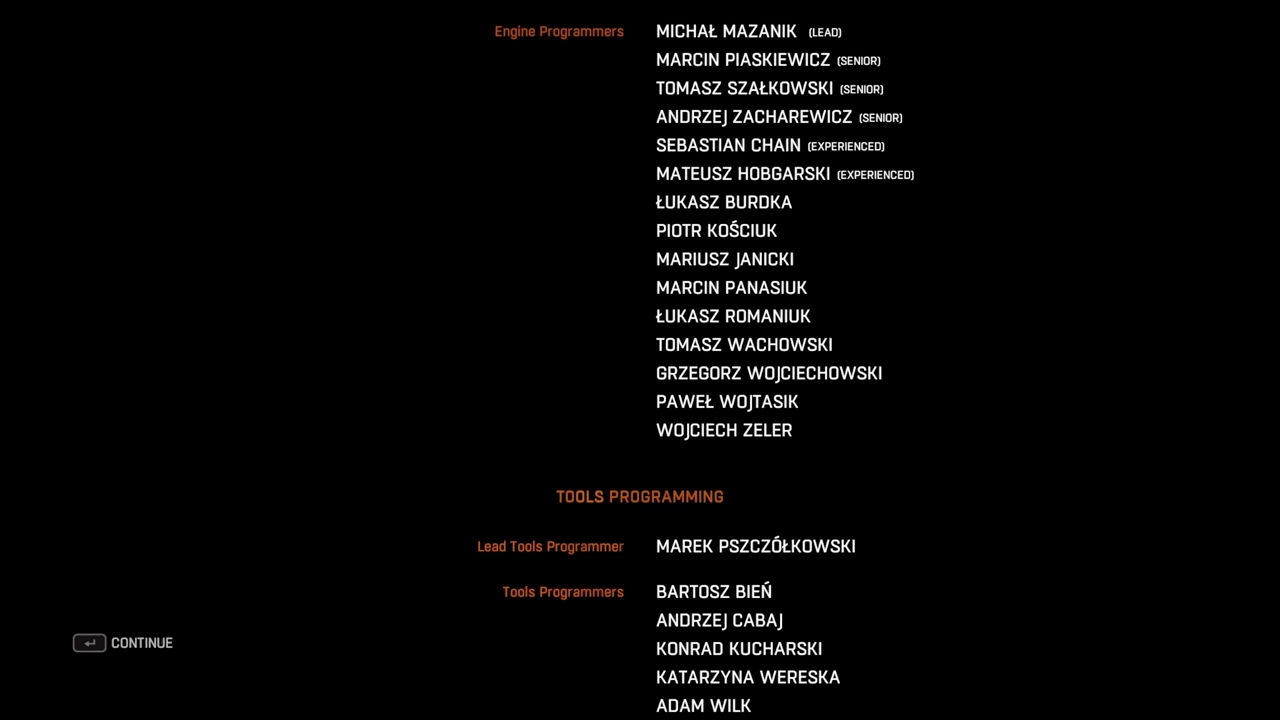 Engine Programmers MICHAŁ MAZANIK (LEAD)
MARCIN PIASKIEWICZ (SENIOR)
TOMASZ SZAŁKOWSKI (SENIOR)
ANDRZEJ ZACHAREWICZ (SENIOR)
SEBASTIAN CHAIN (EXPERIENCED)
MATEUSZ HOBGARSKI (EXPERIENCED)
ŁUKASZ BURDKA
PIOTR KOŚCIUK
MARIUSZ JANICKI
MARCIN PANASIUK
ŁUKASZ ROMANIUK
TOMASZ WACHOWSKI
GRZEGORZ WOJCIECHOWSKI
PAWEŁ WOJTASIK
WOJCIECH ZELER
TOOLS PROGRAMMING
Lead Tools Programmer MAREK PSZCZÓŁKOWSKI
Tools Programmers BARTOSZ BIEŃ
ANDRZEJ CABAJ
KONRAD KUCHARSKI
KATARZYNA WERESKA
ADAM WILK
CONTINUE